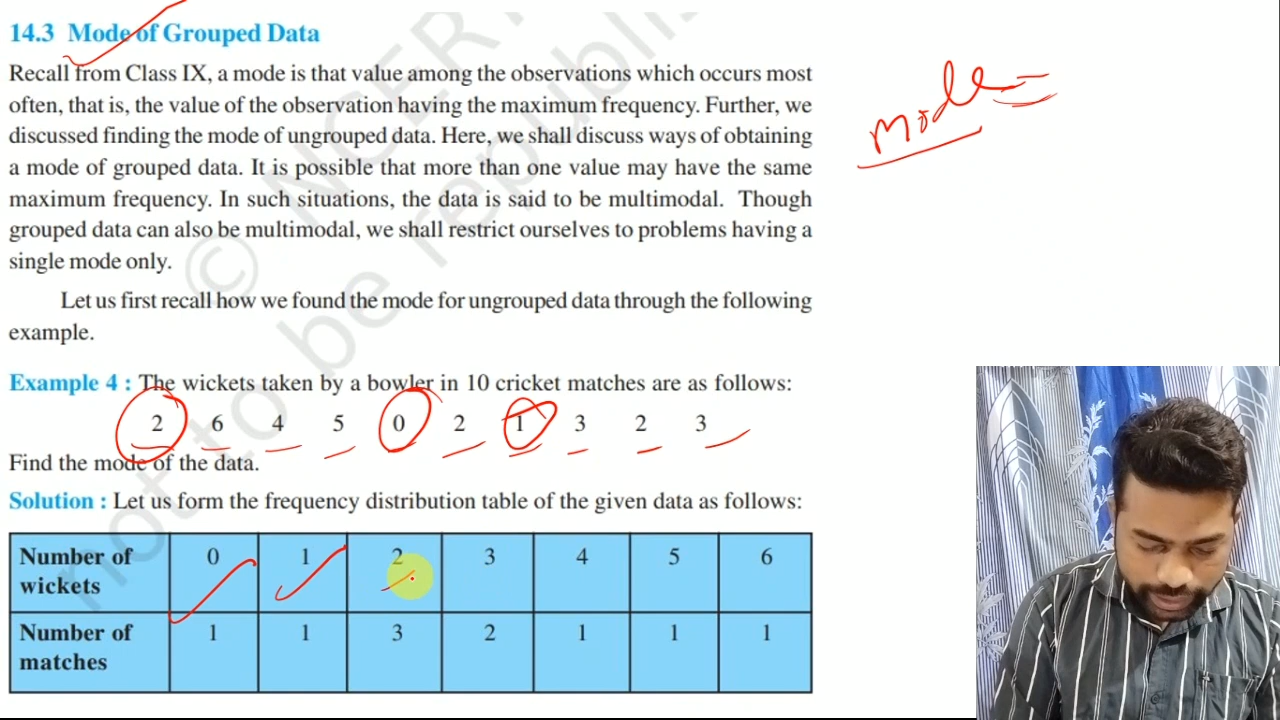 14.3 Mode of Grouped Data
Recall from Class IX, a mode is that value among the observations which occurs most
often, that is, the value of the observation having the maximum frequency. Further, we
discussed finding the mode of ungrouped data. Here, we shall discuss ways of obtaining
a mode of grouped data. It is possible that more than one value may have the same
maximum frequency. In such situations, the data is said to be multimodal. Though
grouped data can also be multimodal, we shall restrict ourselves to problems having a
single mode only.
Let us first recall how we found the mode for ungrouped data through the following
example.
Example 4 : The wickets taken by a bowler in 10 cricket matches are as follows:
2 6 4 5 0 2 1 3 2 3
Find the mode of the data.
Solution : Let us form the frequency distribution table of the given data as follows:
Number of wickets 0 1 2 3 4 5 6
Number of matches 1 1 3 2 1 1 1
mode =
© NCER
not to be republi